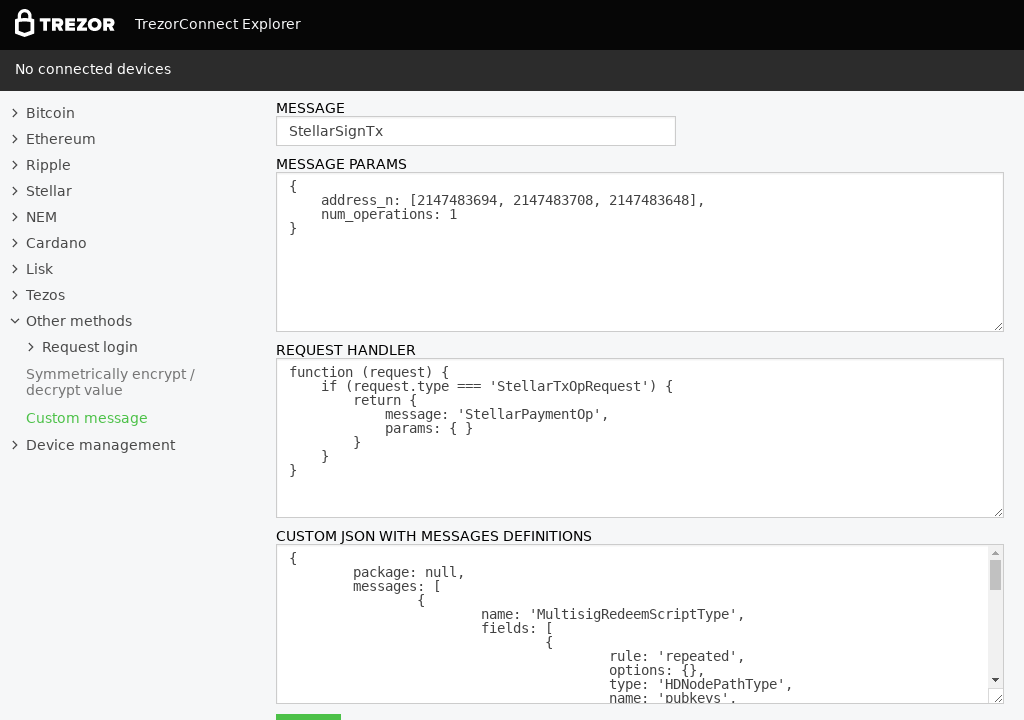 TREZOR TrezorConnect Explorer
No connected devices
Bitcoin
Ethereum
Ripple
Stellar
NEM
Cardano
Lisk
Tezos
Other methods
Request login
Symmetrically encrypt /
decrypt value
Custom message
Device management
MESSAGE
StellarSignTx
MESSAGE PARAMS
{
    address_n: [2147483694, 2147483708, 2147483648],
    num_operations: 1
}
REQUEST HANDLER
function (request) {
    if (request.type === 'StellarTxOpRequest') {
        return {
            message: 'StellarPaymentOp',
            params: { }
        }
    }
}
CUSTOM JSON WITH MESSAGES DEFINITIONS
{
        package: null,
        messages: [
                {
                        name: 'MultisigRedeemScriptType',
                        fields: [
                                {
                                        rule: 'repeated',
                                        options: {},
                                        type: 'HDNodePathType',
                                        name: 'pubkeys',